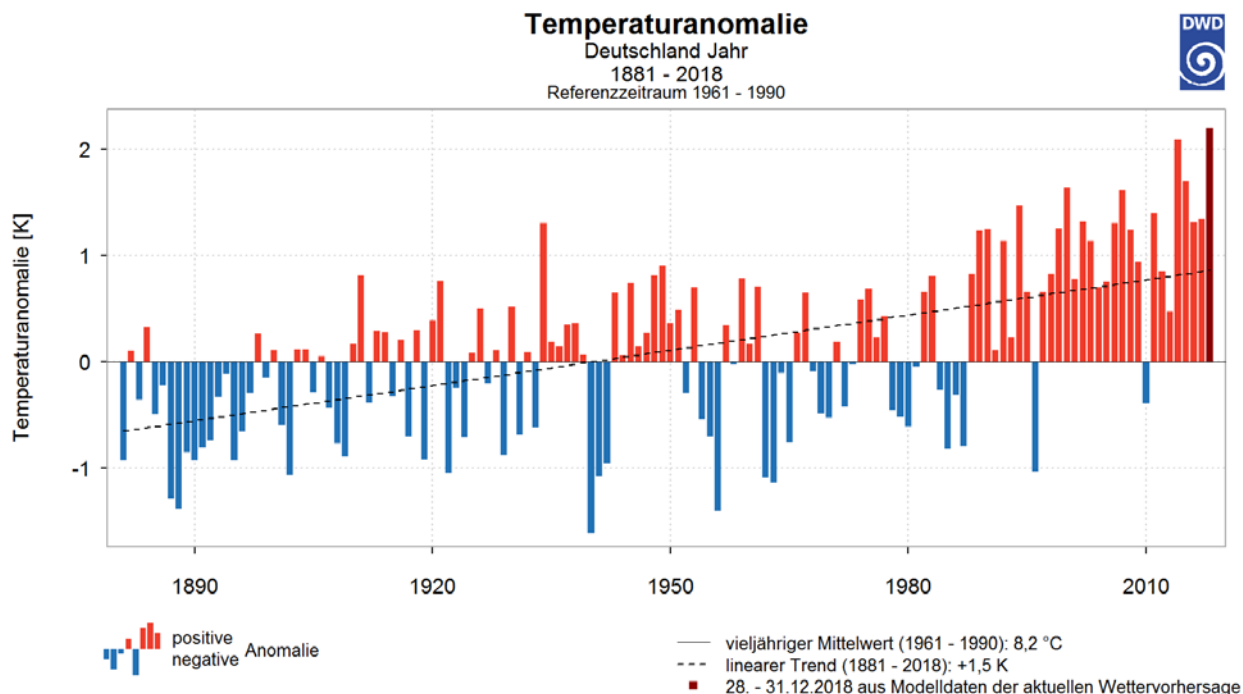 Temperaturanomalie
Deutschland Jahr
1881 - 2018
Referenzzeitraum 1961 - 1990
DWD
Temperaturanomalie [K]
2
1
0
-1
1890
1920
1950
1980
2010
positive
negative
Anomalie
vieljähriger Mittelwert (1961 - 1990): 8,2 °C
linearer Trend (1881 - 2018): +1,5 K
28. - 31.12.2018 aus Modelldaten der aktuellen Wettervorhersage